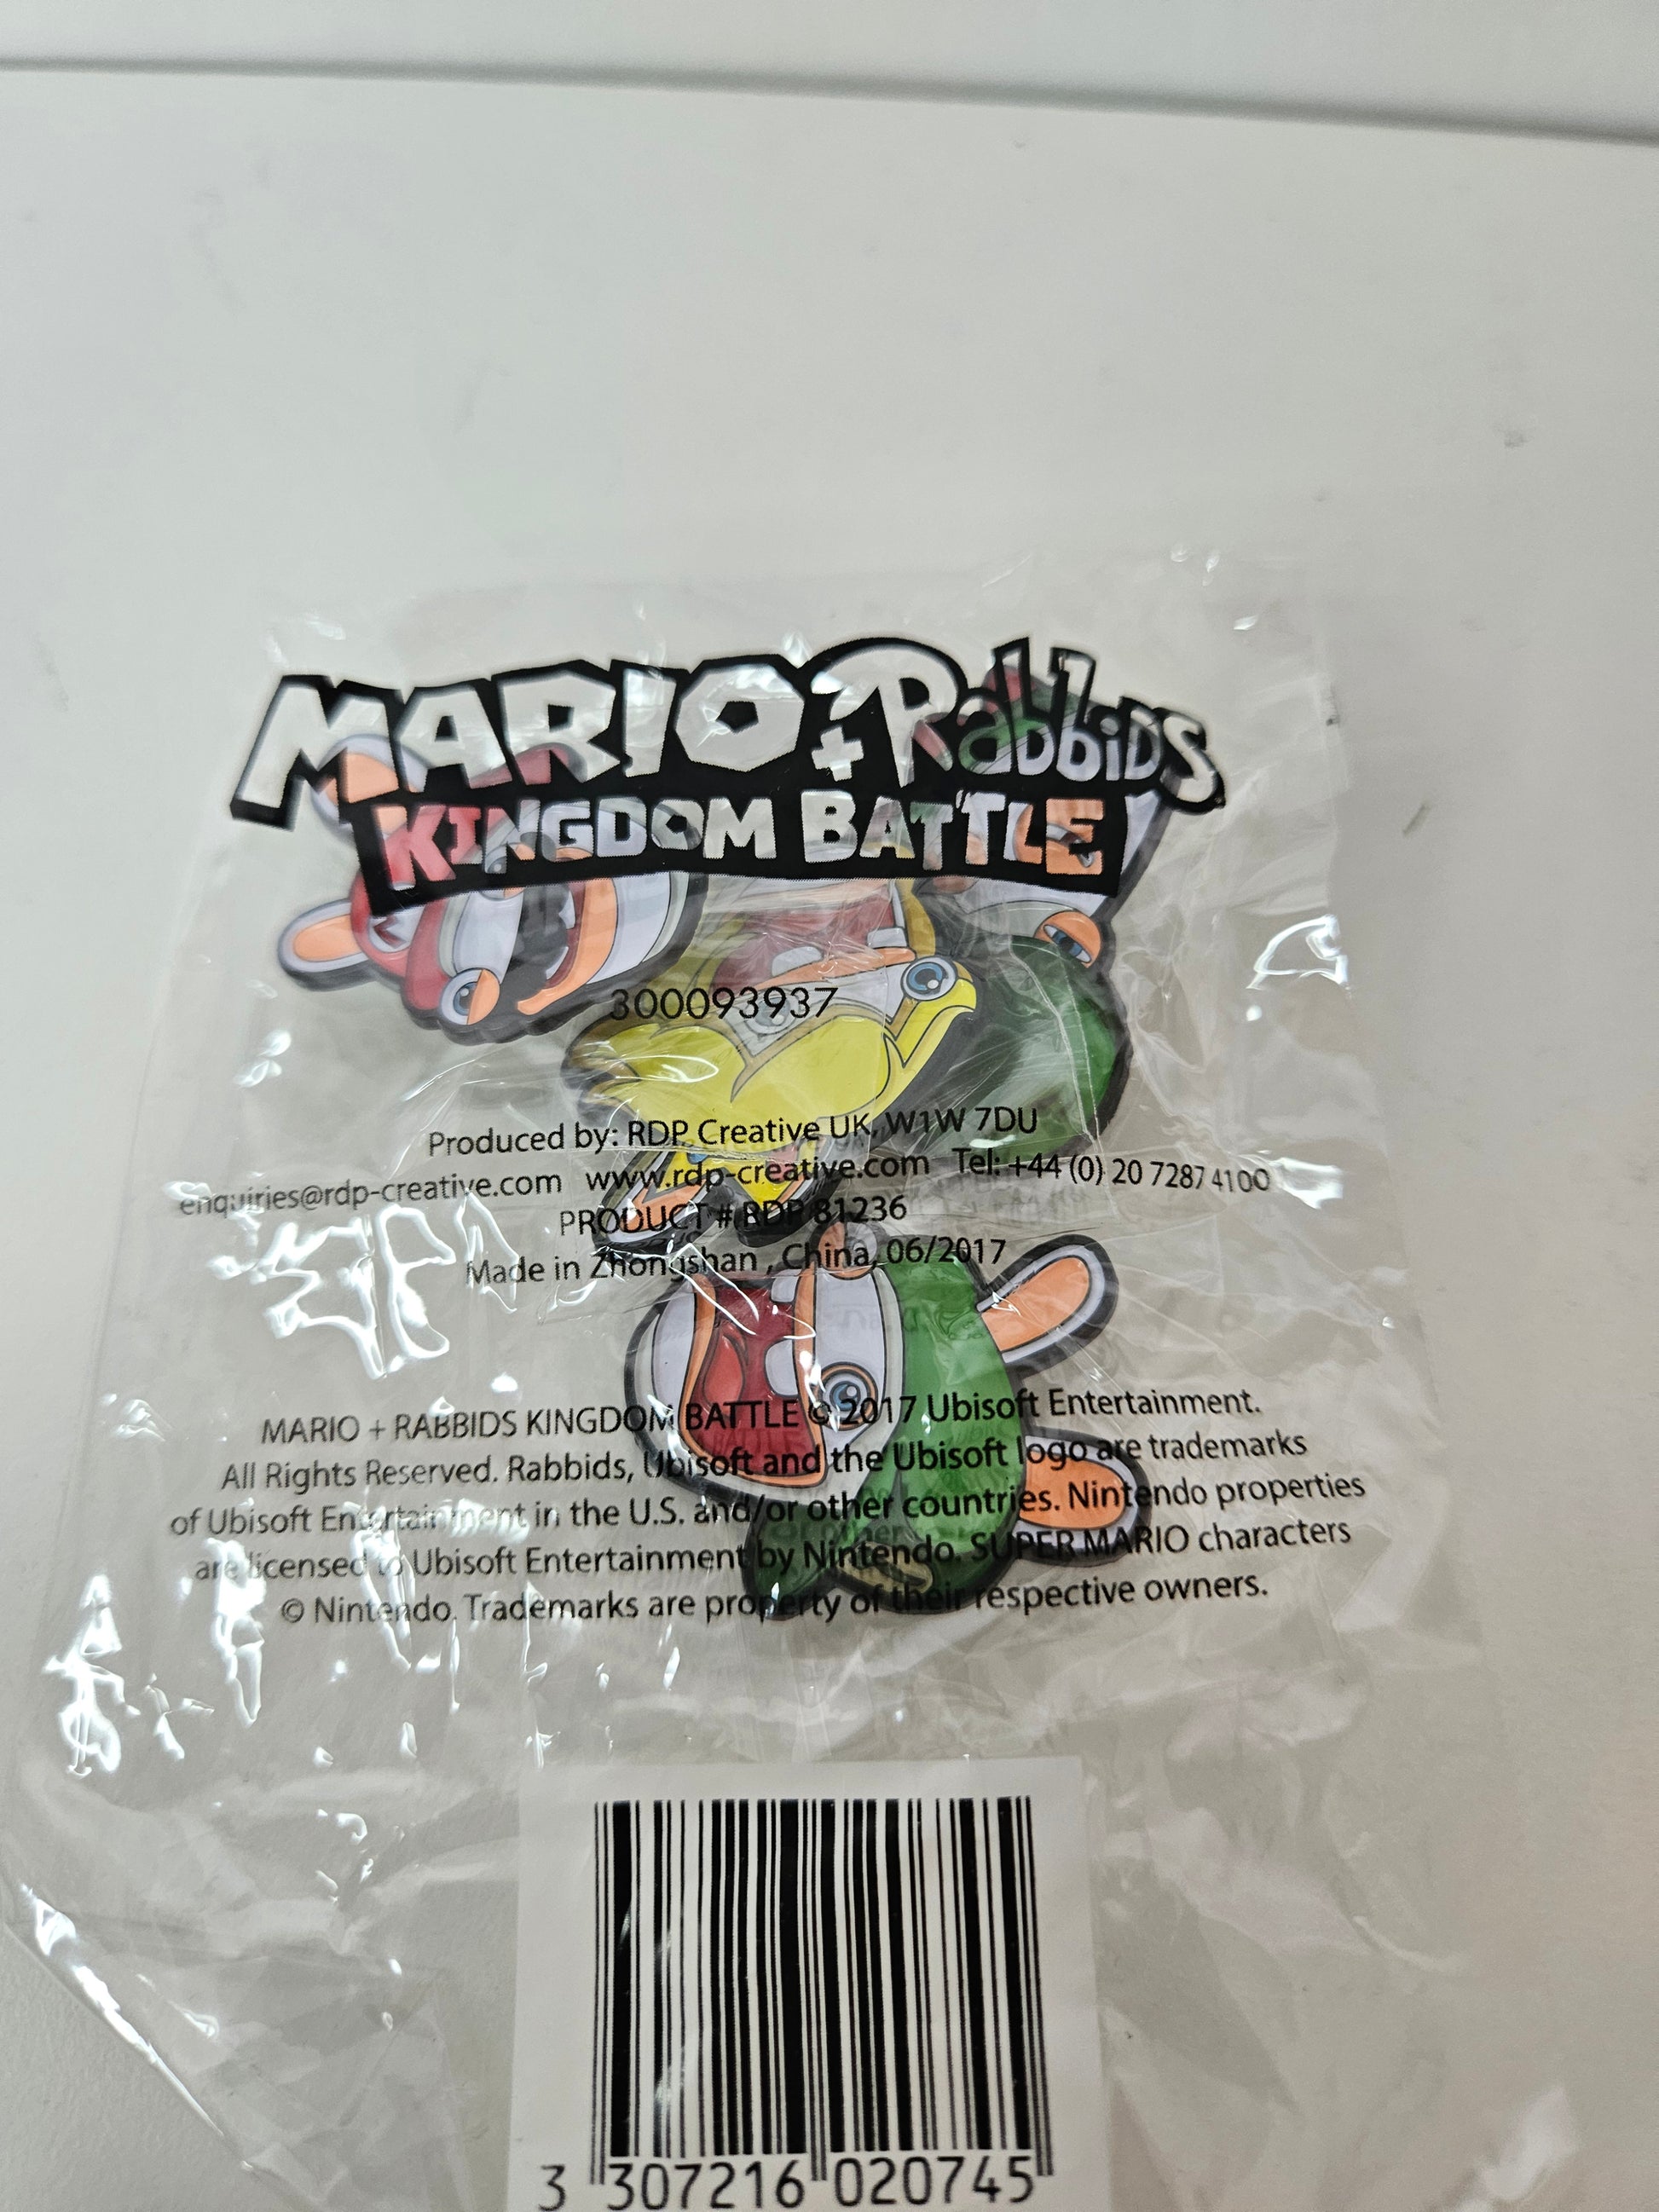 MARIO + Rabbids
KINGDOM BATTLE
300093937
Produced by: RDP Creative UK, W1W 7DU
enquiries@rdp-creative.com www.rdp-creative.com Tel: +44 (0) 20 7287 4100
PRODUCT # RDP 81236
Made in Zhongshan , China, 06/2017
MARIO + RABBIDS KINGDOM BATTLE © 2017 Ubisoft Entertainment.
All Rights Reserved. Rabbids, Ubisoft and the Ubisoft logo are trademarks
of Ubisoft Entertainment in the U.S. and/or other countries. Nintendo properties
are licensed to Ubisoft Entertainment by Nintendo. SUPER MARIO characters
© Nintendo. Trademarks are property of their respective owners.
3 307216 020745